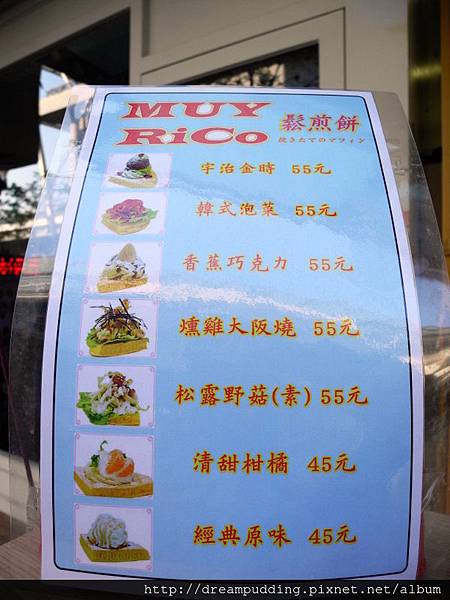 MUY
RiCo
鬆煎餅
焼きたてのマフィン
宇治金時 55元
韓式泡菜 55元
香蕉巧克力 55元
燻雞大阪燒 55元
松露野菇(素) 55元
清甜柑橘 45元
經典原味 45元
http://dreampudding.pixnet.net/album